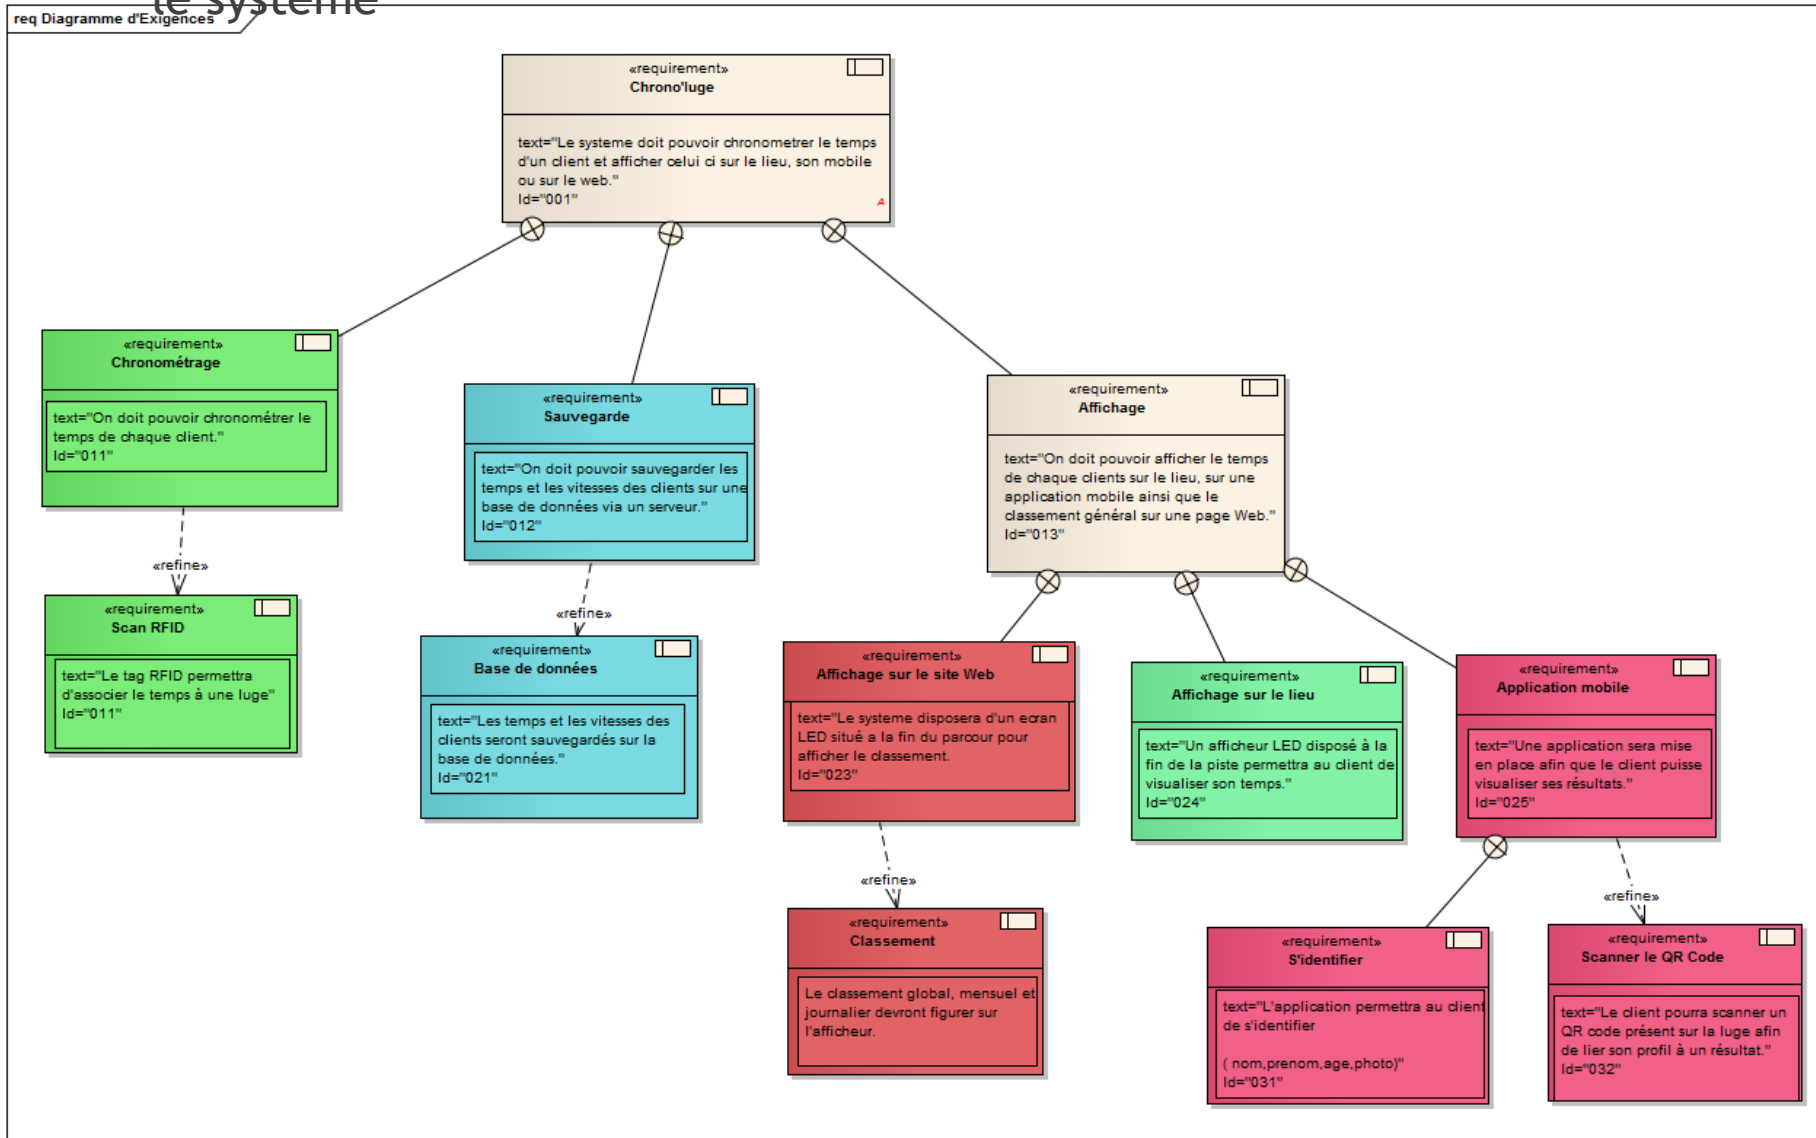 le système
req Diagramme d'Exigences
«requirement»
Chrono'luge
text="Le systeme doit pouvoir chronometrer le temps
d'un client et afficher celui ci sur le lieu, son mobile
ou sur le web."
Id="001"
A
«requirement»
Chronométrage
text="On doit pouvoir chronométrer le
temps de chaque client."
Id="011"
«requirement»
Sauvegarde
text="On doit pouvoir sauvegarder les
temps et les vitesses des clients sur une
base de données via un serveur."
Id="012"
«requirement»
Affichage
text="On doit pouvoir afficher le temps
de chaque clients sur le lieu, sur une
application mobile ainsi que le
classement général sur une page Web."
Id="013"
«refine»
«refine»
«requirement»
Scan RFID
text="Le tag RFID permettra
d'associer le temps à une luge"
Id="011"
«requirement»
Base de données
text="Les temps et les vitesses des
clients seront sauvegardés sur la
base de données."
Id="021"
«requirement»
Affichage sur le site Web
text="Le systeme disposera d'un ecran
LED situé a la fin du parcour pour
afficher le classement.
Id="023"
«requirement»
Affichage sur le lieu
text="Un afficheur LED disposé à la
fin de la piste permettra au client de
visualiser son temps."
Id="024"
«requirement»
Application mobile
text="Une application sera mise
en place afin que le client puisse
visualiser ses résultats."
Id="025"
«refine»
«refine»
«requirement»
Classement
Le classement global, mensuel et
journalier devront figurer sur
l'afficheur.
«requirement»
S'identifier
text="L'application permettra au client
de s'identifier
( nom,prenom,age,photo)"
Id="031"
«requirement»
Scanner le QR Code
text="Le client pourra scanner un
QR code présent sur la luge afin
de lier son profil à un résultat."
Id="032"